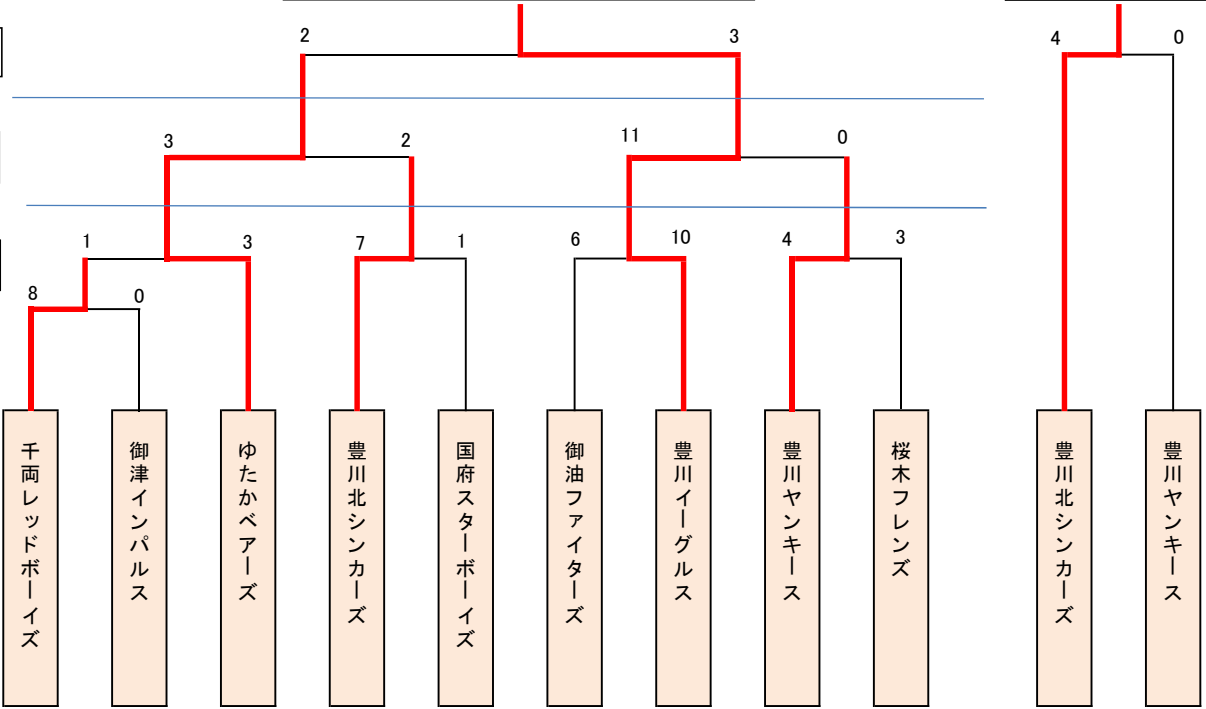 2 3 4 0
3 2 11 0
1 3 7 1 6 10 4 3
8 0
千両レッドボーイズ
御津インパルス
ゆたかベアーズ
豊川北シンカーズ
国府スターボーイズ
御油ファイターズ
豊川イーグルス
豊川ヤンキース
桜木フレンズ
豊川北シンカーズ
豊川ヤンキース